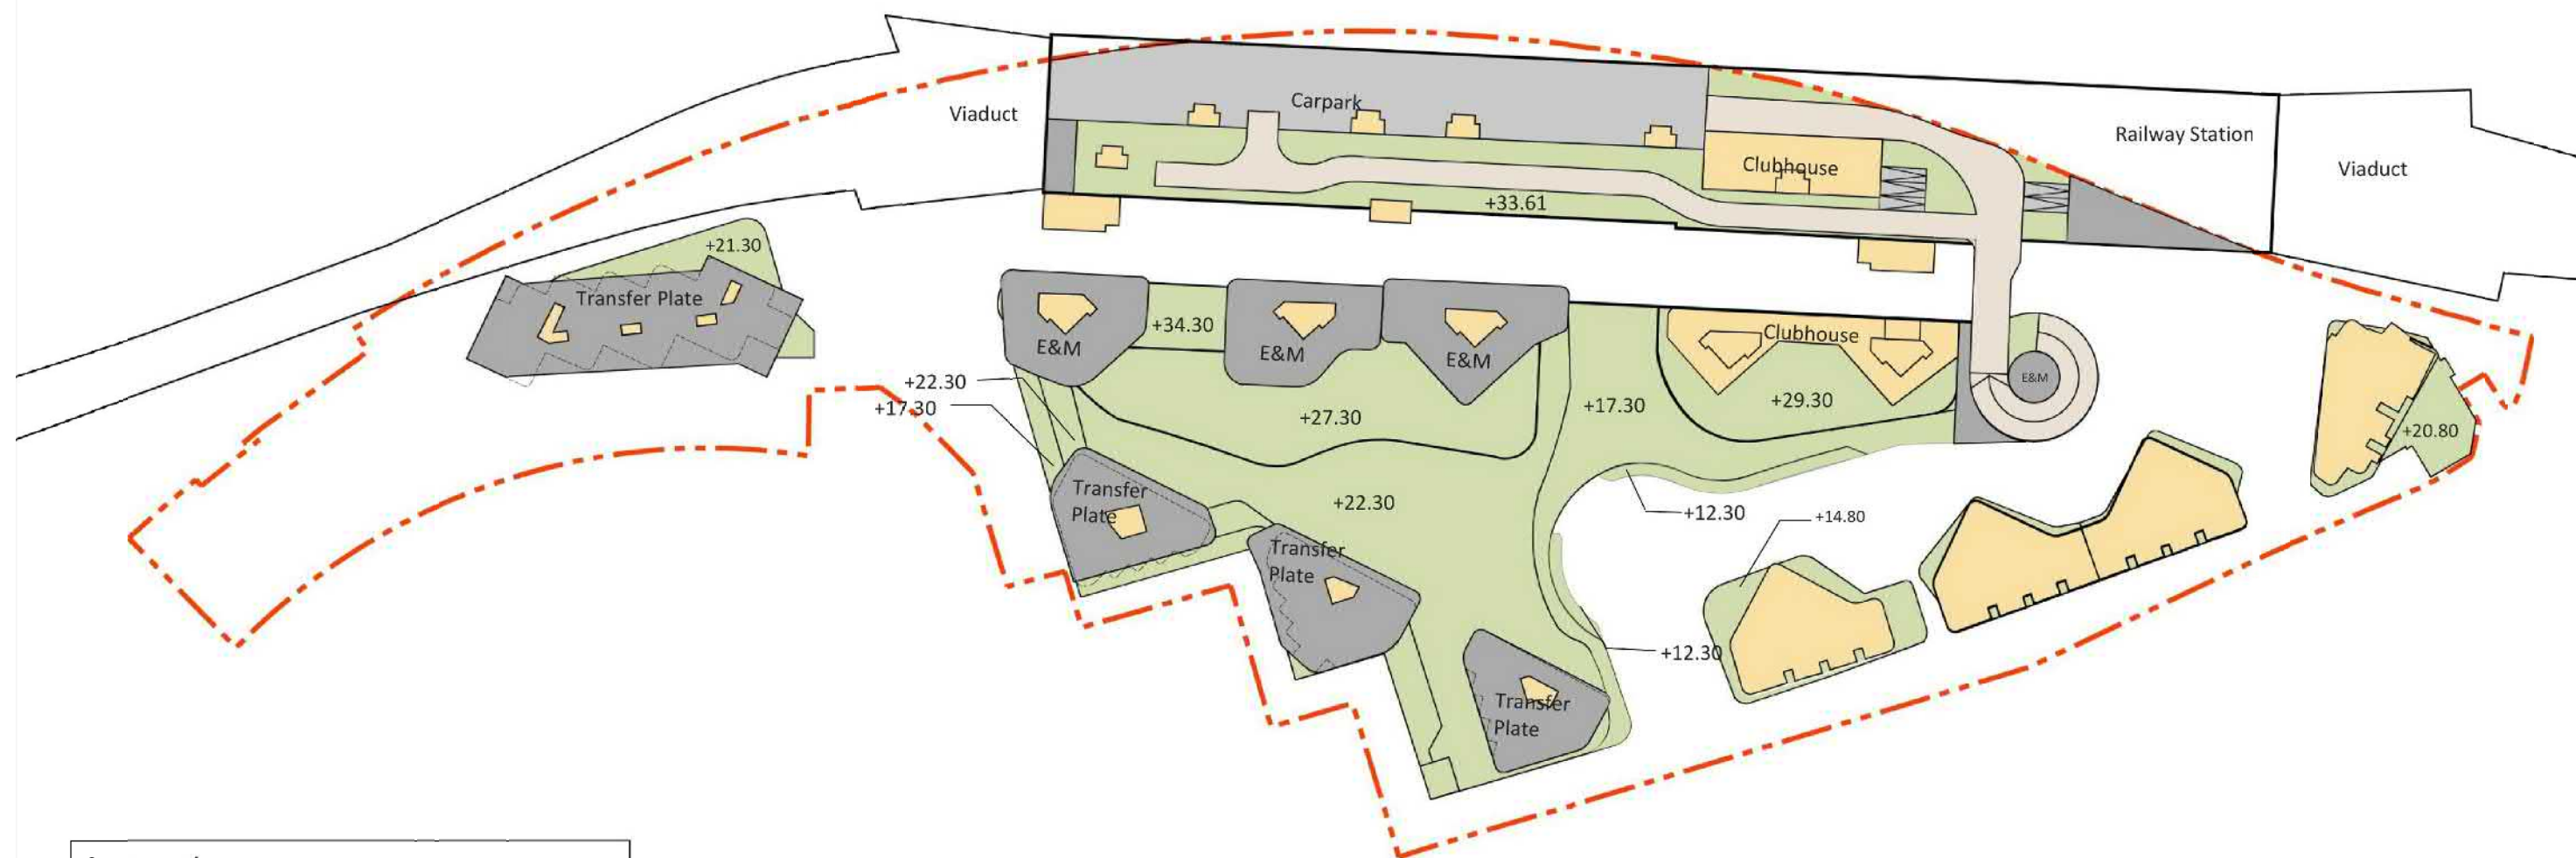 Carpark
Viaduct
Railway Station
Clubhouse
Viaduct
+33.61
+21.30
Transfer Plate
+34.30
E&M
E&M
E&M
Clubhouse
E&M
+22.30
+17.30
+27.30
+17.30
+29.30
+20.80
Transfer
Plate
+22.30
+12.30
+14.80
Transfer
Plate
+12.30
Transfer
Plate